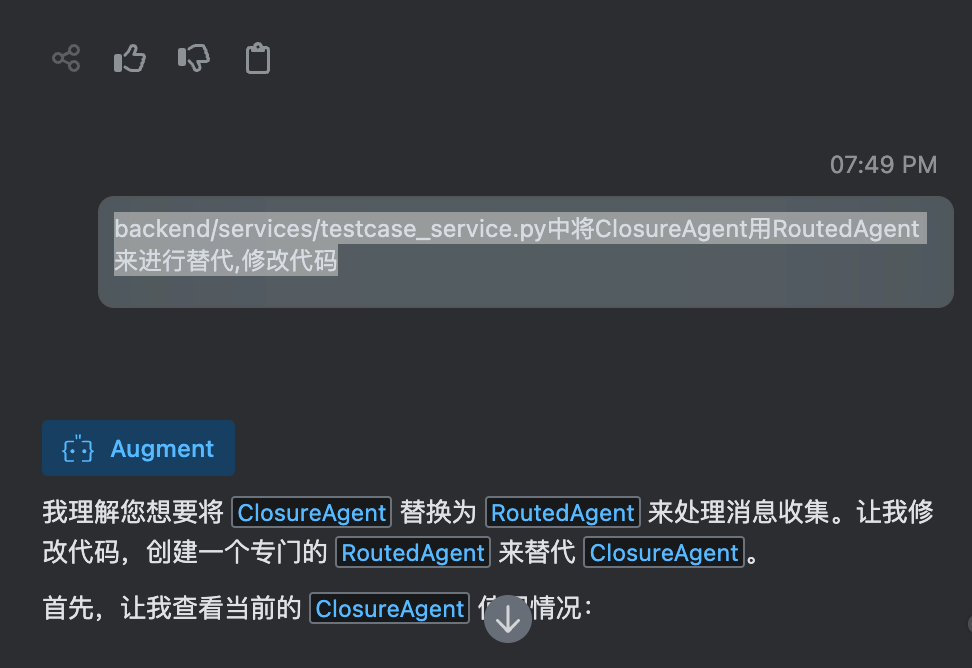 07:49 PM
backend/services/testcase_service.py中将ClosureAgent用RoutedAgent
来进行替代,修改代码
Augment
我理解您想要将 ClosureAgent 替换为 RoutedAgent 来处理消息收集。让我修
改代码，创建一个专门的 RoutedAgent 来替代 ClosureAgent 。
首先，让我查看当前的 ClosureAgent 情况：